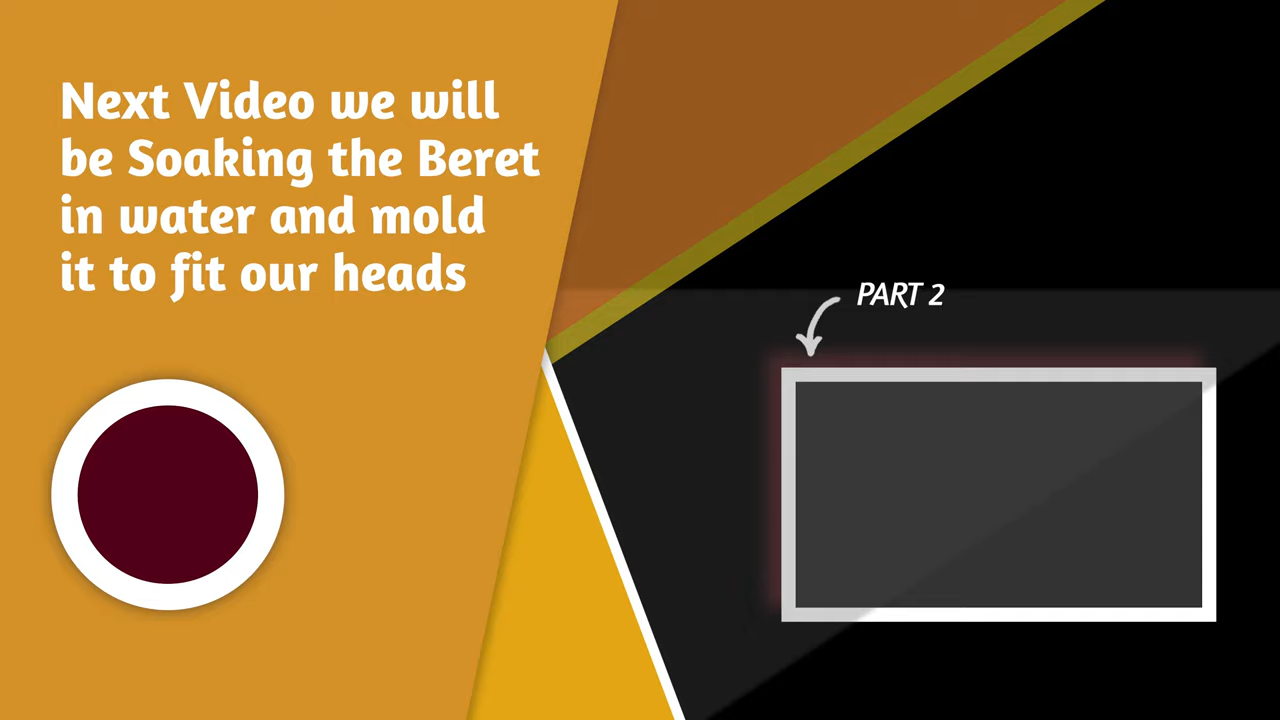 Next Video we will
be Soaking the Beret
in water and mold
it to fit our heads
PART 2